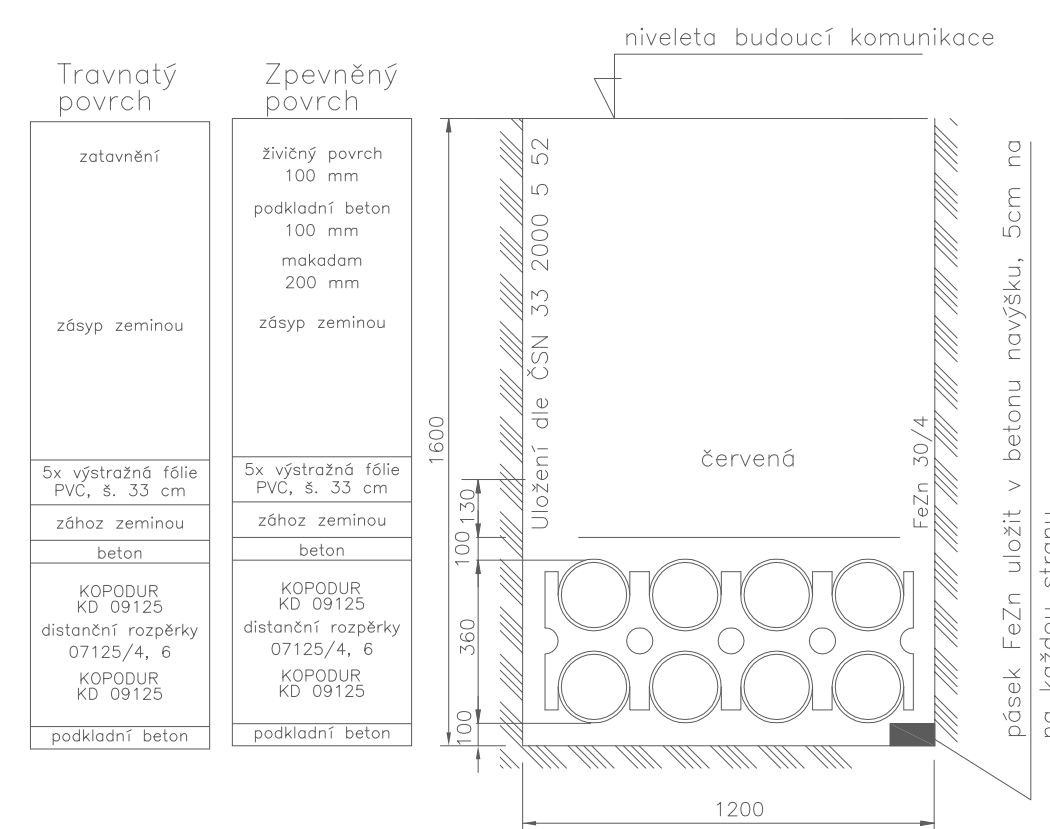 niveleta budoucí komunikace
Travnatý
povrch
zatavnění
zásyp zeminou
5x výstražná fólie
PVC, š. 33 cm
zához zeminou
beton
KOPODUR
KD 09125
distanční rozpěrky
07125/4, 6
KOPODUR
KD 09125
podkladní beton
Zpevněný
povrch
živičný povrch
100 mm
podkladní beton
100 mm
makadam
200 mm
zásyp zeminou
5x výstražná fólie
PVC, š. 33 cm
zához zeminou
beton
KOPODUR
KD 09125
distanční rozpěrky
07125/4, 6
KOPODUR
KD 09125
podkladní beton
1600
130
100
360
100
Uložení dle ČSN 33 2000 5 52
červená
FeZn 30/4
1200
pásek FeZn uložit v betonu navýšku, 5cm na
na každou stranu